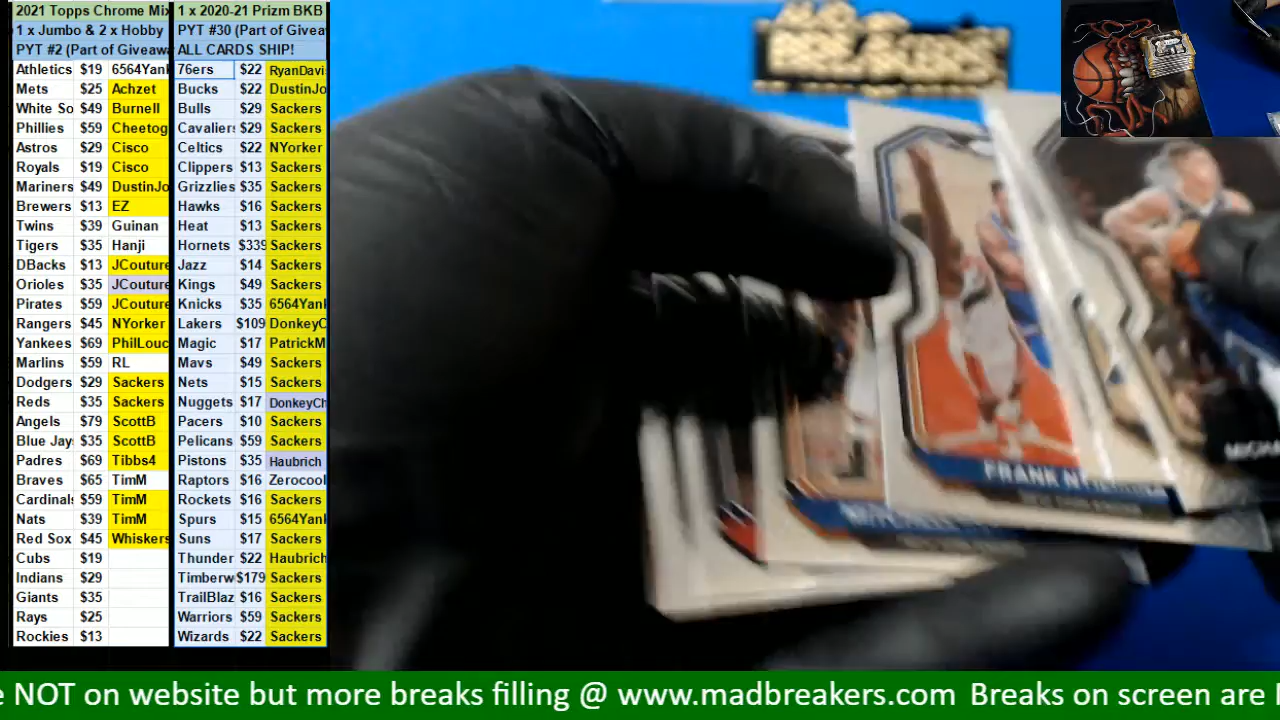 2021 Topps Chrome Mix 1 x 2020-21 Prizm BKB
1 x Jumbo & 2 x Hobby PYT #30 (Part of Givea
PYT #2 (Part of Giveaw ALL CARDS SHIP!
Athletics $19 6564Yank 76ers $22 RyanDavi
Mets $25 Achzet Bucks $22 DustinJo
White So $49 Burnell Bulls $29 Sackers
Phillies $59 Cheetog Cavaliers $29 Sackers
Astros $29 Cisco Celtics $22 NYorker
Royals $19 Cisco Clippers $13 Sackers
Mariners $49 DustinJo Grizzlies $35 Sackers
Brewers $13 EZ Hawks $16 Sackers
Twins $39 Guinan Heat $13 Sackers
Tigers $35 Hanji Hornets $339 Sackers
DBacks $13 JCouture Jazz $14 Sackers
Orioles $35 JCouture Kings $49 Sackers
Pirates $59 JCouture Knicks $35 6564Yank
Rangers $45 NYorker Lakers $109 DonkeyC
Yankees $69 PhilLouc Magic $17 PatrickM
Marlins $59 RL Mavs $49 Sackers
Dodgers $29 Sackers Nets $15 Sackers
Reds $35 Sackers Nuggets $17 DonkeyCh
Angels $79 ScottB Pacers $10 Sackers
Blue Jay $35 ScottB Pelicans $59 Sackers
Padres $69 Tibbs4 Pistons $35 Haubrich
Braves $65 TimM Raptors $16 Zerocool
Cardinals $59 TimM Rockets $16 Sackers
Nats $39 TimM Spurs $15 6564Yank
Red Sox $45 Whiskers Suns $17 Sackers
Cubs $19 Thunder $22 Haubrich
Indians $29 Timberw $179 Sackers
Giants $35 TrailBlaz $16 Sackers
Rays $25 Warriors $59 Sackers
Rockies $13 Wizards $22 Sackers
BREAKERS
FRANK
MITCHELL
e NOT on website but more breaks filling @ www.madbreakers.com Breaks on screen are